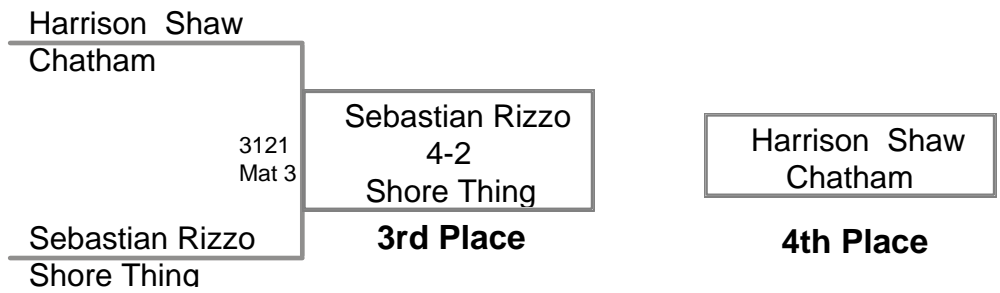 Harrison  Shaw
Chatham
3121
Mat 3
Sebastian Rizzo
Shore Thing
Sebastian Rizzo
4-2
Shore Thing
3rd Place
Harrison  Shaw
Chatham
4th Place